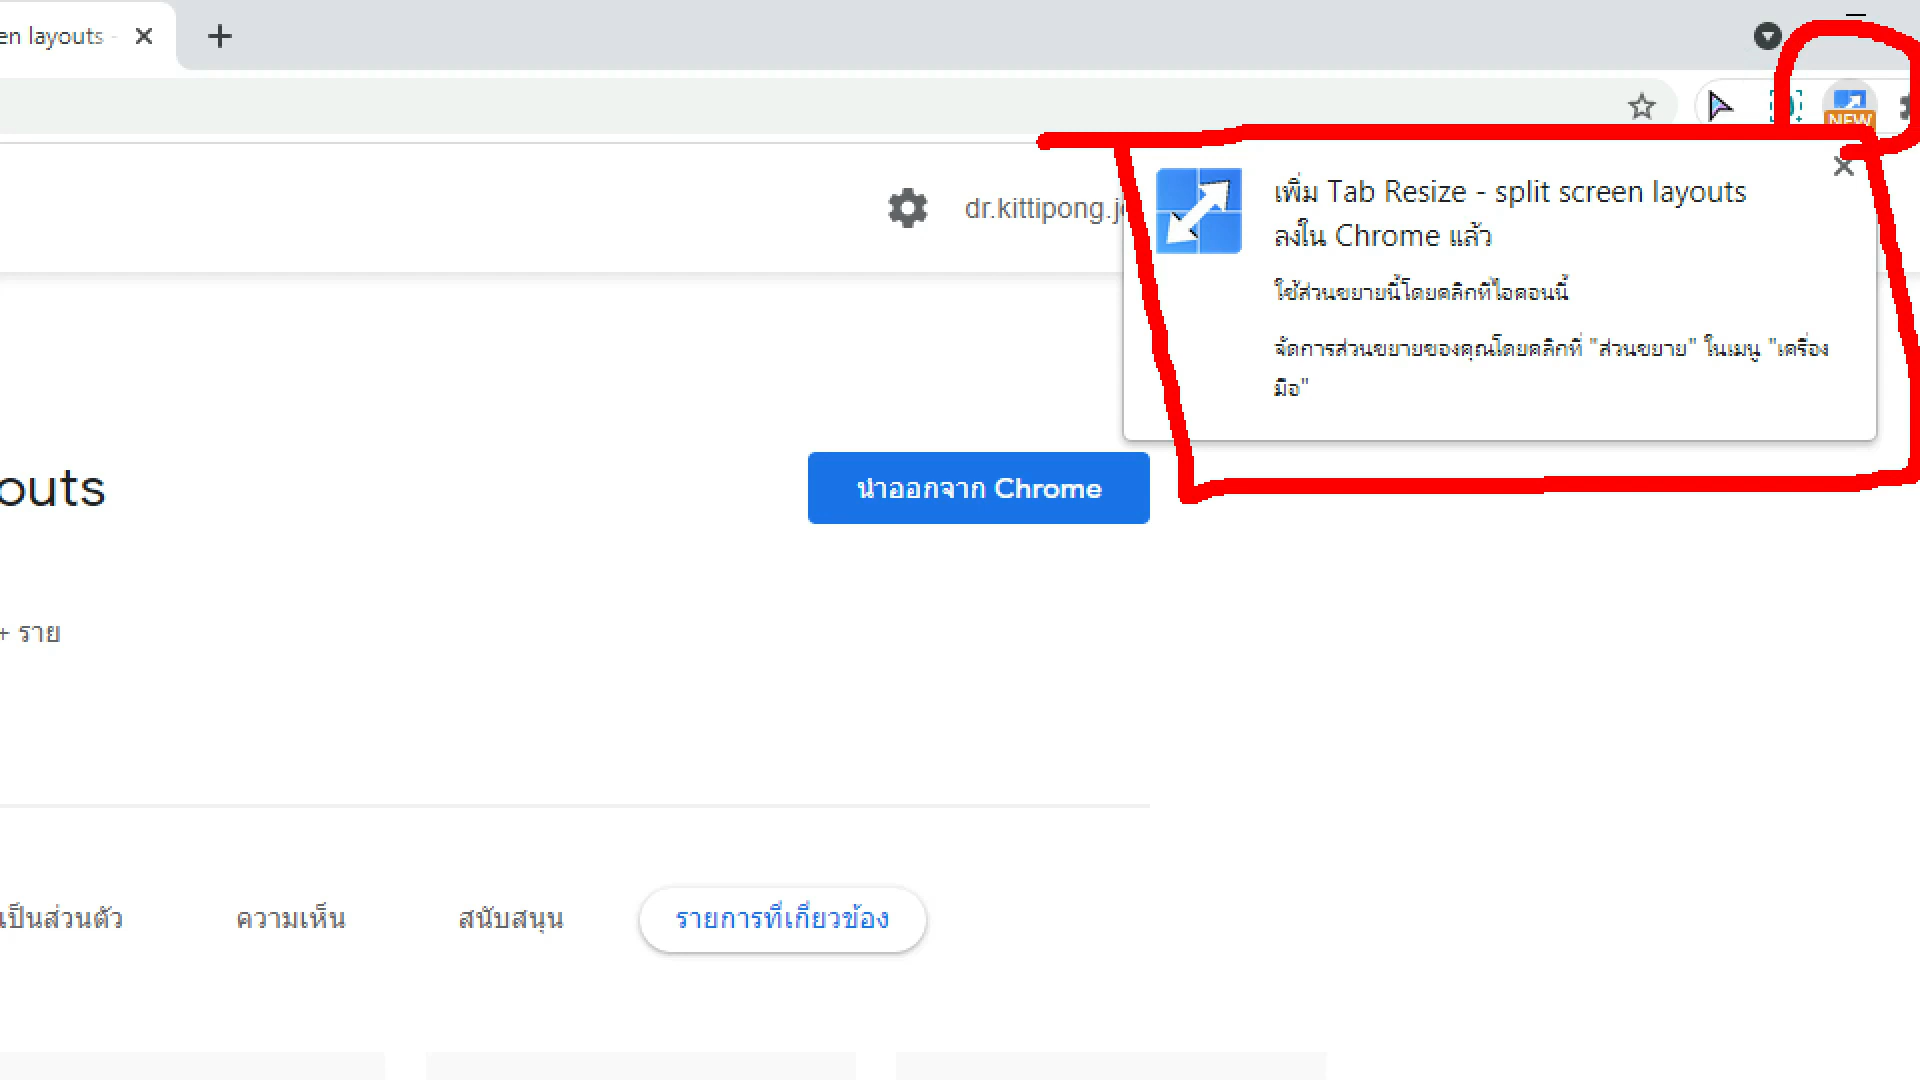 en layouts -
NEW
dr.kittipong.j
เพิ่ม Tab Resize - split screen layouts
ลงใน Chrome แล้ว
ใช้ส่วนขยายนี้โดยคลิกที่ไอคอนนี้
จัดการส่วนขยายของคุณโดยคลิกที่ "ส่วนขยาย" ในเมนู "เครื่อง
มือ"
outs
นำออกจาก Chrome
+ ราย
เป็นส่วนตัว
ความเห็น
สนับสนุน
รายการที่เกี่ยวข้อง